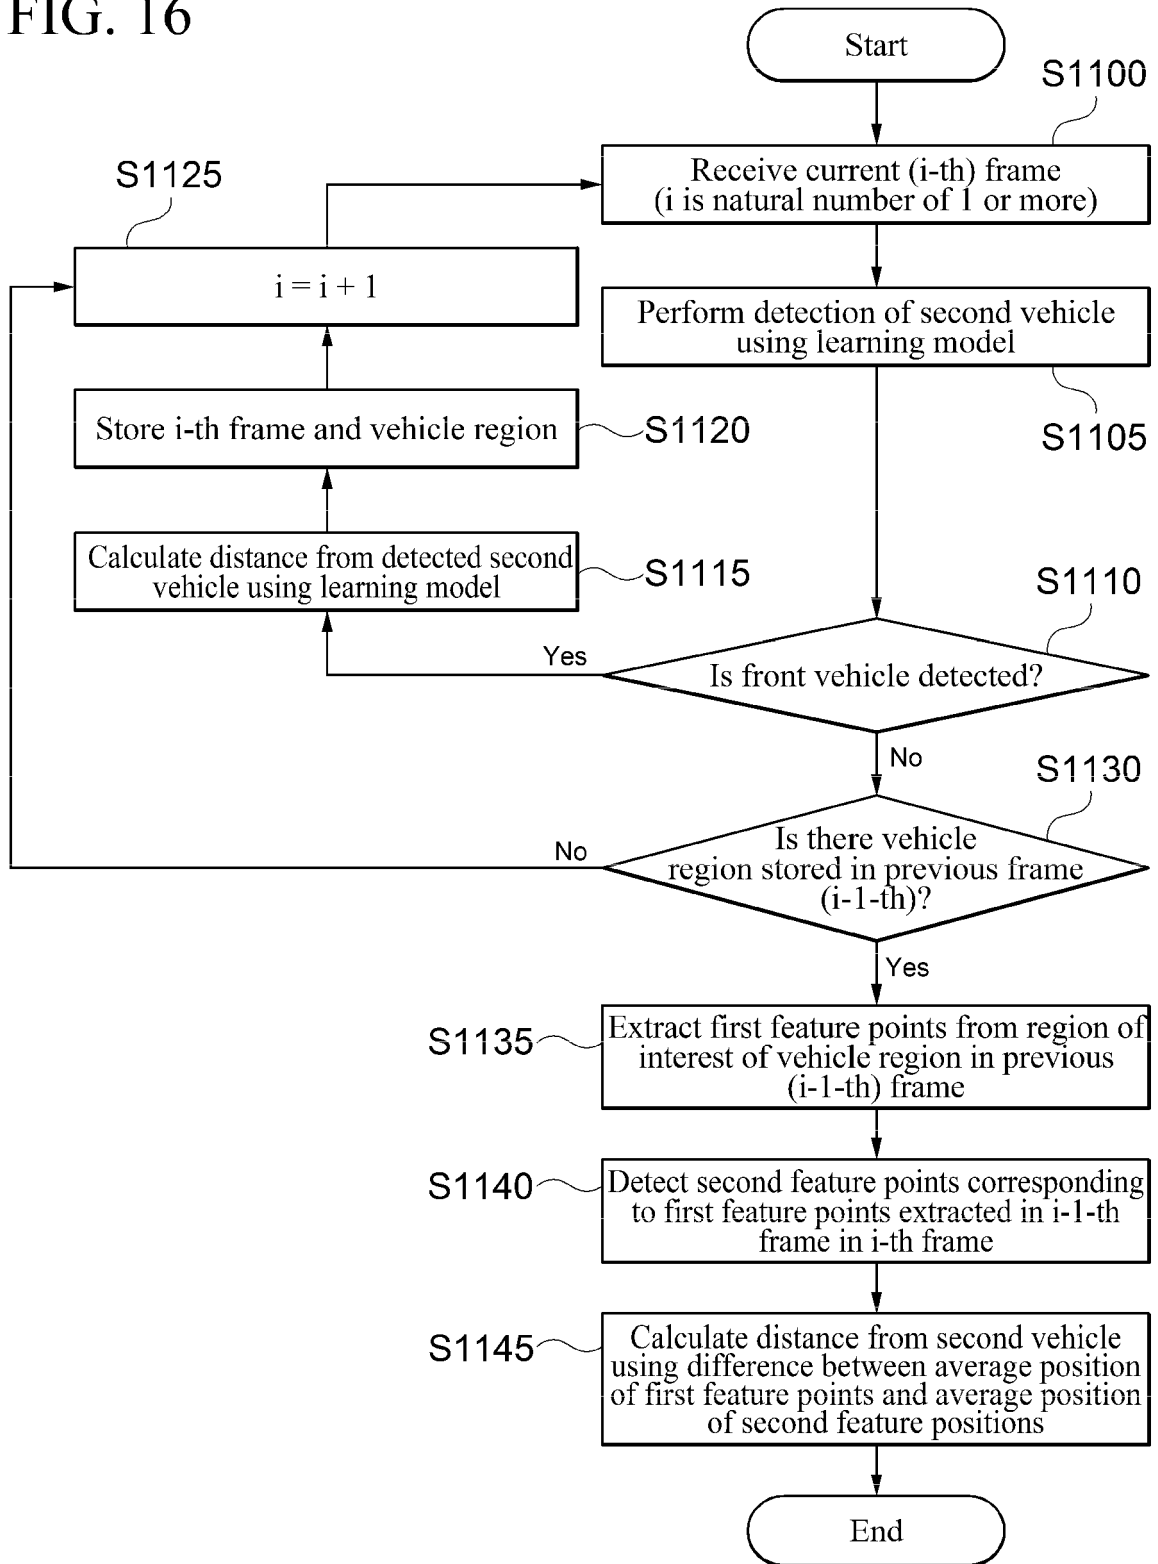 FIG. 16
Start
S1100
Receive current (i-th) frame
(i is natural number of 1 or more)
S1125
i = i + 1
Perform detection of second vehicle
using learning model
S1105
Store i-th frame and vehicle region
S1120
Calculate distance from detected second
vehicle using learning model
S1115
S1110
Yes
Is front vehicle detected?
No
S1130
No
Is there vehicle
region stored in previous frame
(i-1-th)?
Yes
S1135
Extract first feature points from region of
interest of vehicle region in previous
(i-1-th) frame
S1140
Detect second feature points corresponding
to first feature points extracted in i-1-th
frame in i-th frame
S1145
Calculate distance from second vehicle
using difference between average position
of first feature points and average position
of second feature positions
End